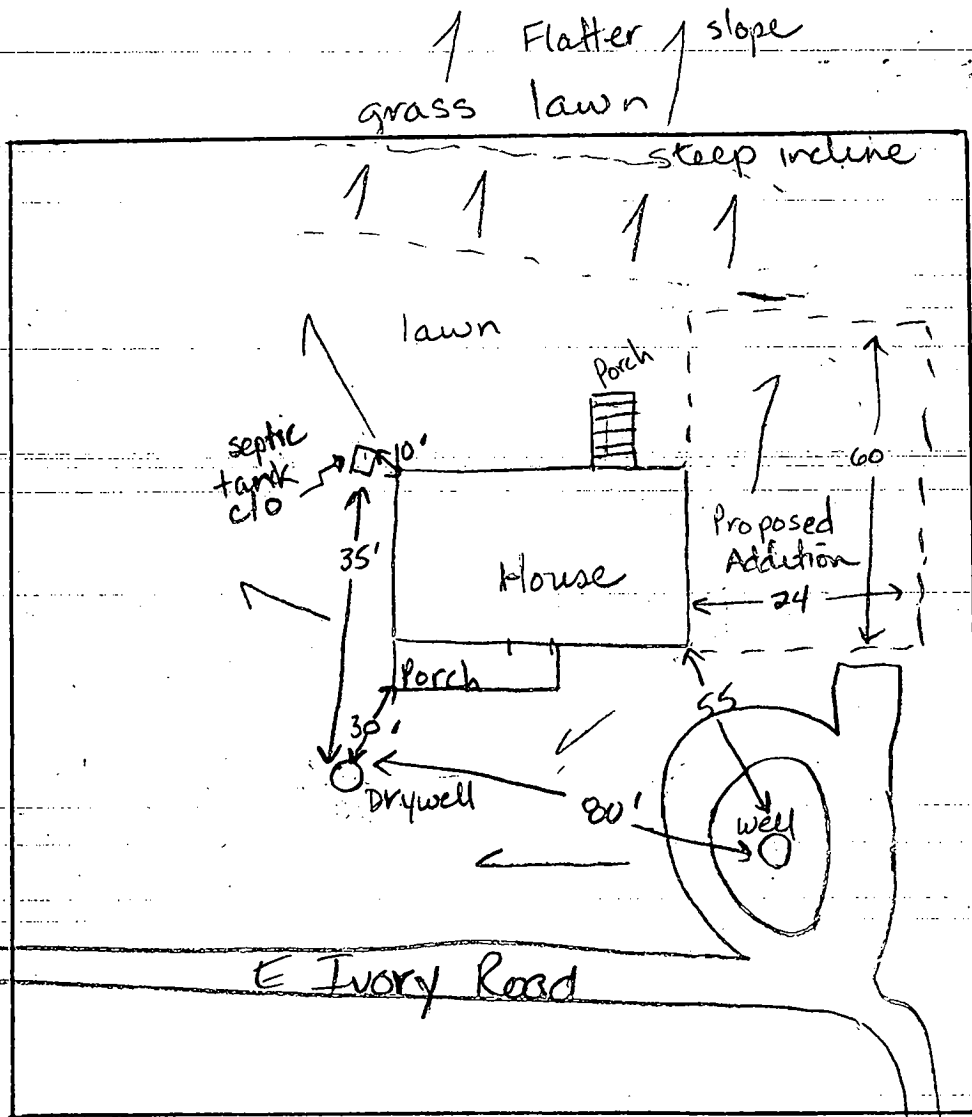 Flatter slope
grass lawn
steep incline
lawn
Porch
septic
tank
c/o
10'
60
35'
Proposed
Addition
House
24
Porch
55
30'
Drywell
80'
well
E Ivory Road